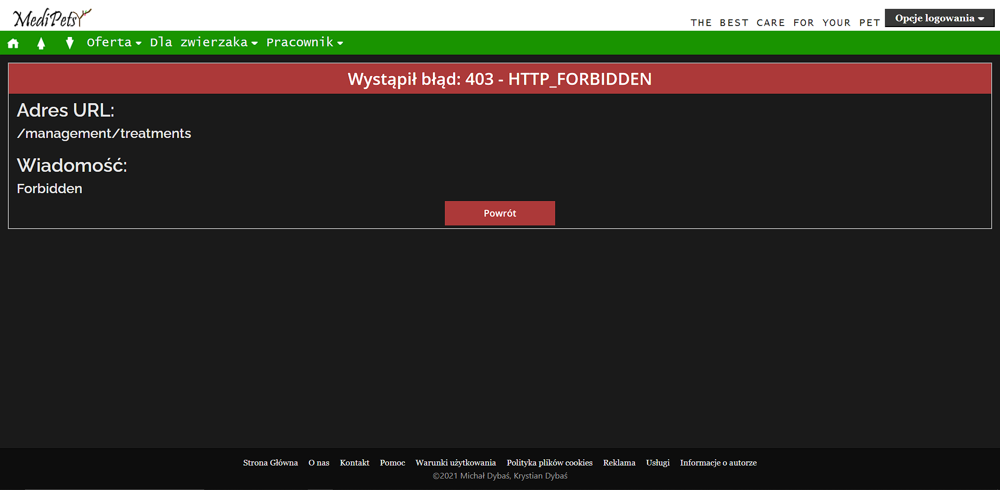 MediPets
THE BEST CARE FOR YOUR PET
Opcje logowania
Oferta Dla zwierzaka Pracownik
Wystąpił błąd: 403 - HTTP_FORBIDDEN
Adres URL:
/management/treatments
Wiadomość:
Forbidden
Powrót
Strona Główna O nas Kontakt Pomoc Warunki użytkowania Polityka plików cookies Reklama Usługi Informacje o autorze
©2021 Michał Dybaś, Krystian Dybaś